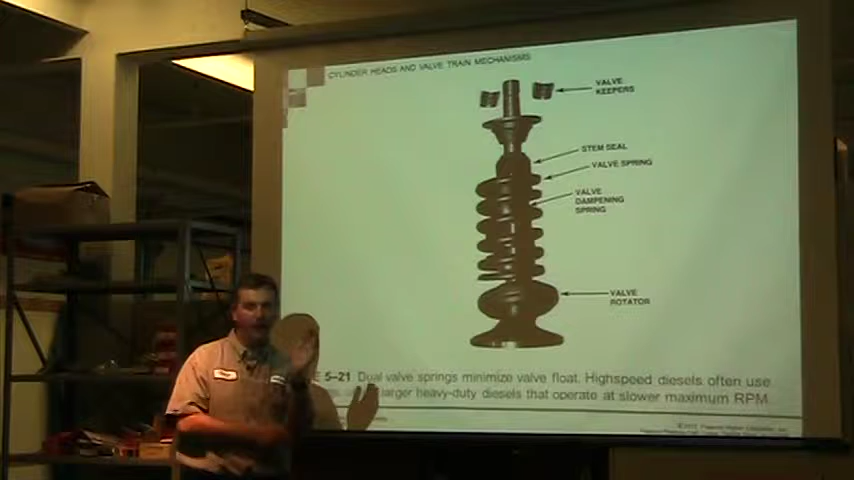 CYLINDER HEADS AND VALVE TRAIN MECHANISMS
VALVE
KEEPERS
STEM SEAL
VALVE SPRING
VALVE
DAMPENING
SPRING
VALVE
ROTATOR
5–21 Dual valve springs minimize valve float. Highspeed diesels often use
larger heavy-duty diesels that operate at slower maximum RPM.